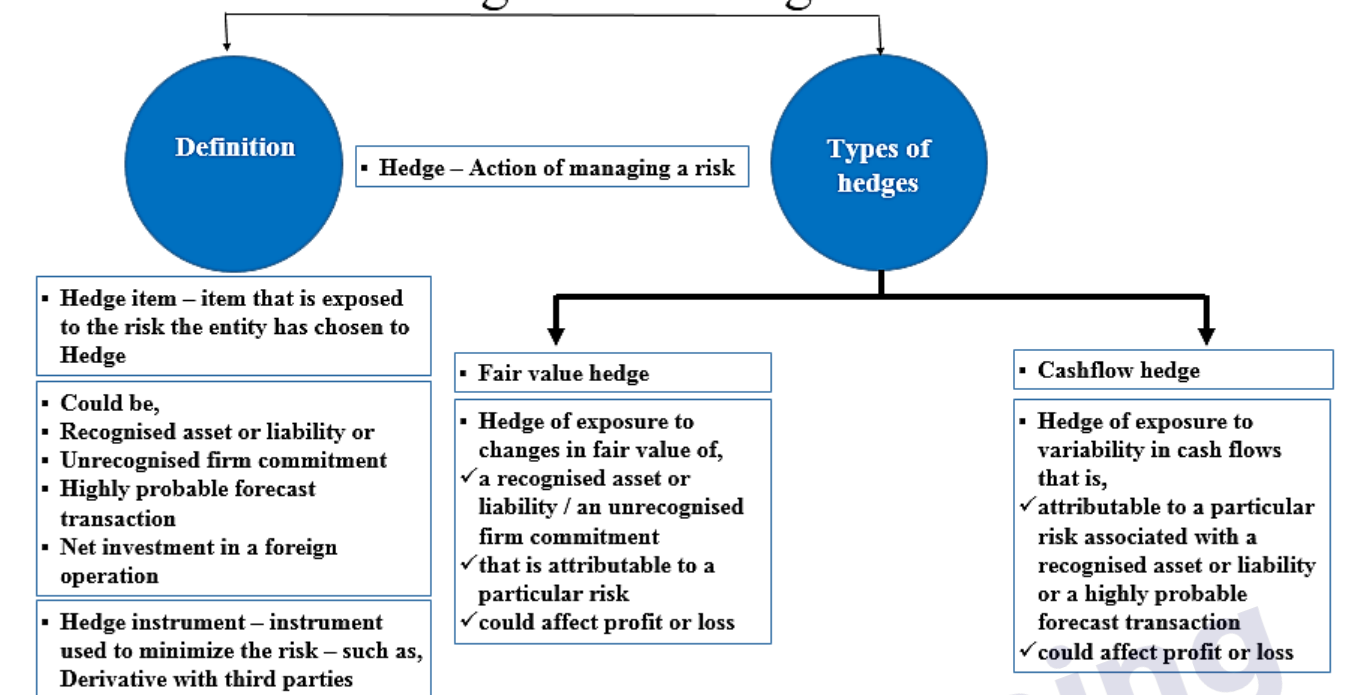 Definition
▪ Hedge – Action of managing a risk
Types of
hedges
▪ Hedge item – item that is exposed
to the risk the entity has chosen to
Hedge
▪ Could be,
▪ Recognised asset or liability or
▪ Unrecognised firm commitment
▪ Highly probable forecast
transaction
▪ Net investment in a foreign
operation
▪ Hedge instrument – instrument
used to minimize the risk – such as,
Derivative with third parties
▪ Fair value hedge
▪ Hedge of exposure to
changes in fair value of,
✓a recognised asset or
liability / an unrecognised
firm commitment
✓that is attributable to a
particular risk
✓could affect profit or loss
▪ Cashflow hedge
▪ Hedge of exposure to
variability in cash flows
that is,
✓attributable to a particular
risk associated with a
recognised asset or liability
or a highly probable
forecast transaction
✓could affect profit or loss